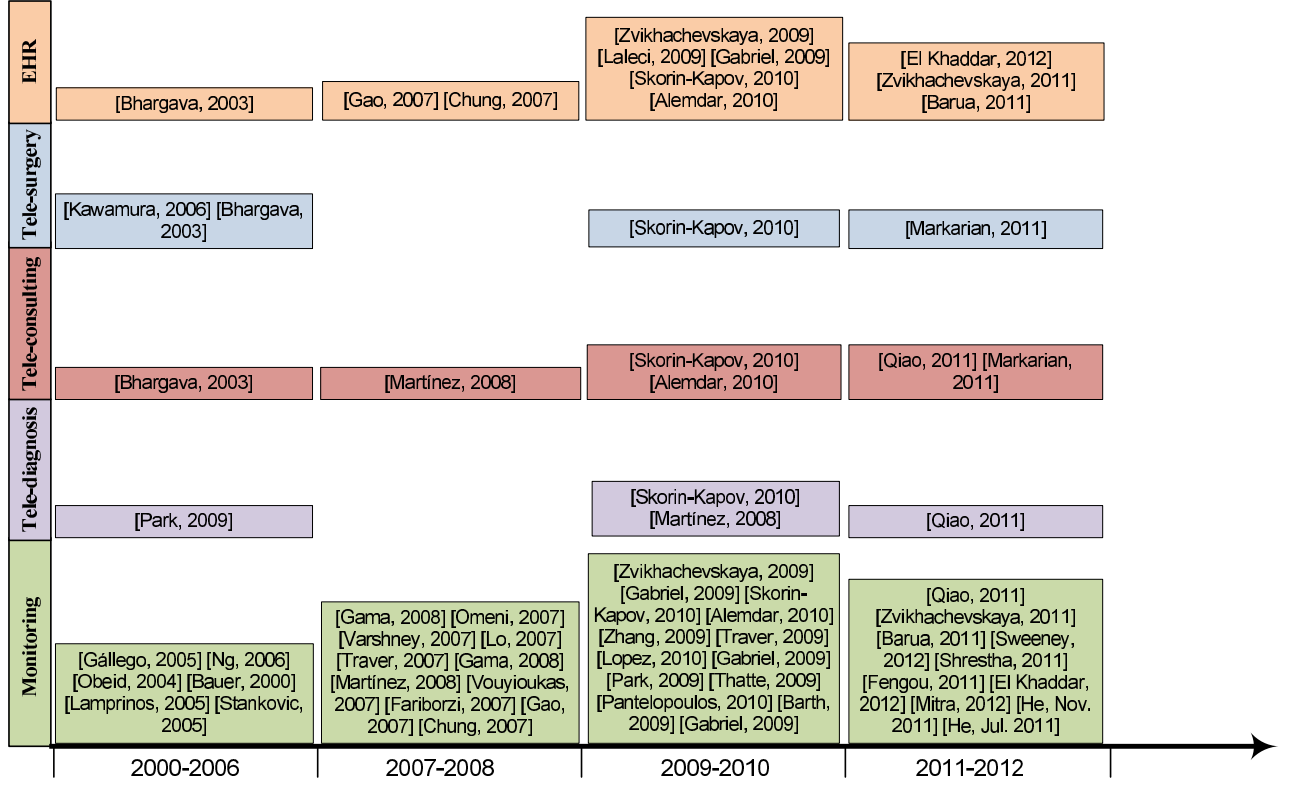 EHR
[Bhargava, 2003]
[Gao, 2007] [Chung, 2007]
[Zvikhachevskaya, 2009]
[Laleci, 2009] [Gabriel, 2009]
[Skorin-Kapov, 2010]
[Alemdar, 2010]
[El Khaddar, 2012]
[Zvikhachevskaya, 2011]
[Barua, 2011]
Tele-surgery
[Kawamura, 2006] [Bhargava,
2003]
[Skorin-Kapov, 2010]
[Markarian, 2011]
Tele-consulting
[Bhargava, 2003]
[Martínez, 2008]
[Skorin-Kapov, 2010]
[Alemdar, 2010]
[Qiao, 2011] [Markarian,
2011]
Tele-diagnosis
[Park, 2009]
[Skorin-Kapov, 2010]
[Martínez, 2008]
[Qiao, 2011]
Monitoring
[Gállego, 2005] [Ng, 2006]
[Obeid, 2004] [Bauer, 2000]
[Lamprinos, 2005] [Stankovic,
2005]
[Gama, 2008] [Omeni, 2007]
[Varshney, 2007] [Lo, 2007]
[Traver, 2007] [Gama, 2008]
[Martínez, 2008] [Vouyioukas,
2007] [Fariborzi, 2007] [Gao,
2007] [Chung, 2007]
[Zvikhachevskaya, 2009]
[Gabriel, 2009] [Skorin-
Kapov, 2010] [Alemdar, 2010]
[Zhang, 2009] [Traver, 2009]
[Lopez, 2010] [Gabriel, 2009]
[Park, 2009] [Thatte, 2009]
[Pantelopoulos, 2010] [Barth,
2009] [Gabriel, 2009]
[Qiao, 2011]
[Zvikhachevskaya, 2011]
[Barua, 2011] [Sweeney,
2012] [Shrestha, 2011]
[Fengou, 2011] [El Khaddar,
2012] [Mitra, 2012] [He, Nov.
2011] [He, Jul. 2011]
2000-2006
2007-2008
2009-2010
2011-2012